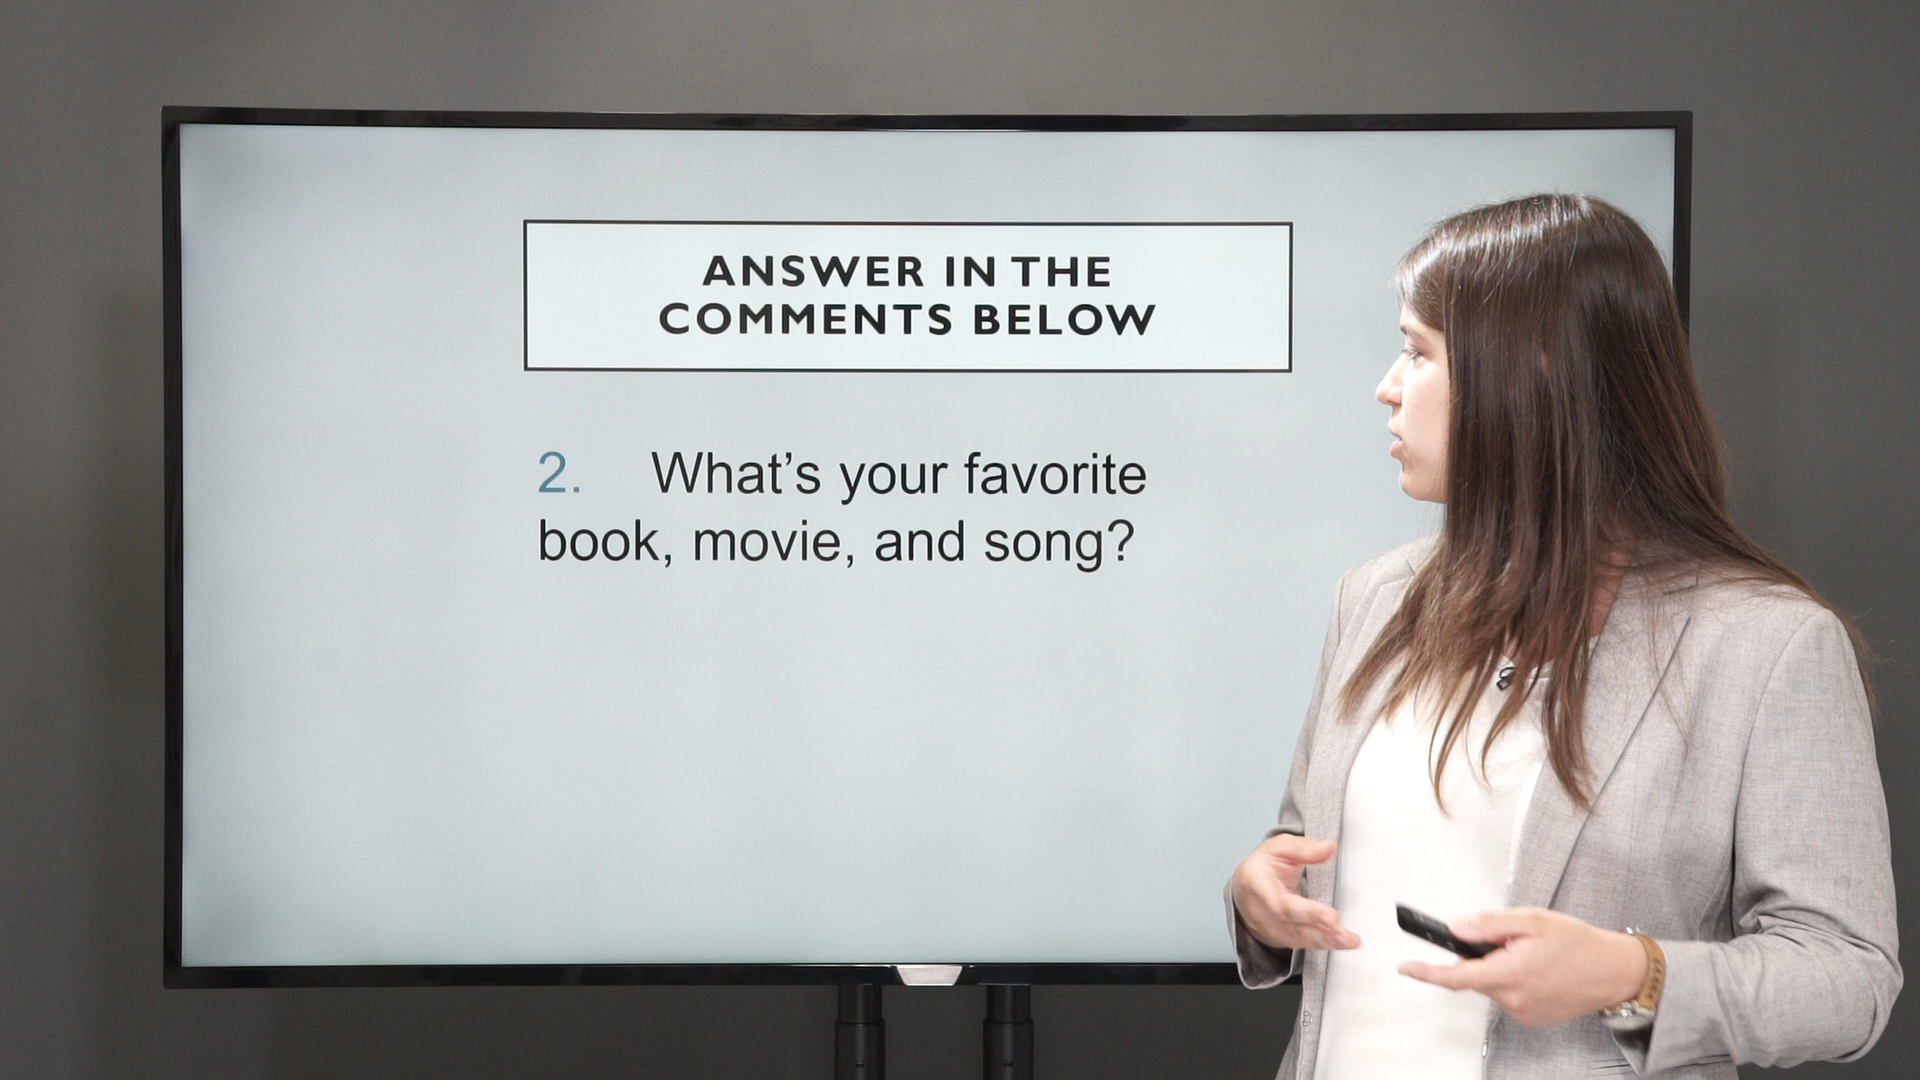 ANSWER IN THE
COMMENTS BELOW
2. What’s your favorite
book, movie, and song?